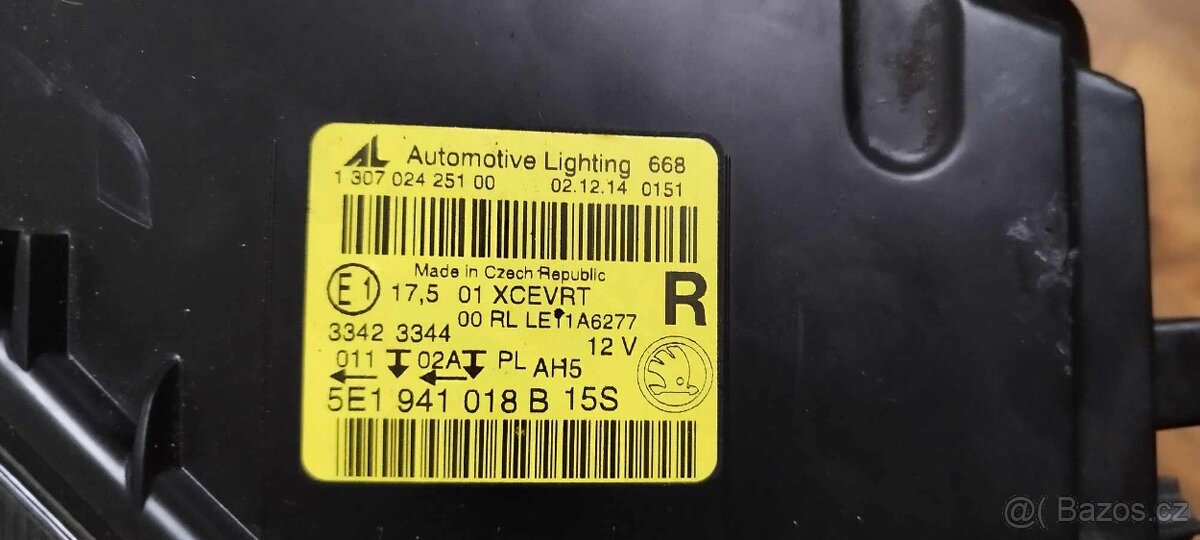 AL Automotive Lighting 668
1 307 024 251 00 02.12.14 0151
Made in Czech Republic
E1 17,5 01 XCEVRT R
00 RL LE11A6277
3342 3344 12 V
011 02A PL AH5
5E1 941 018 B 15S
@( Bazos.cz